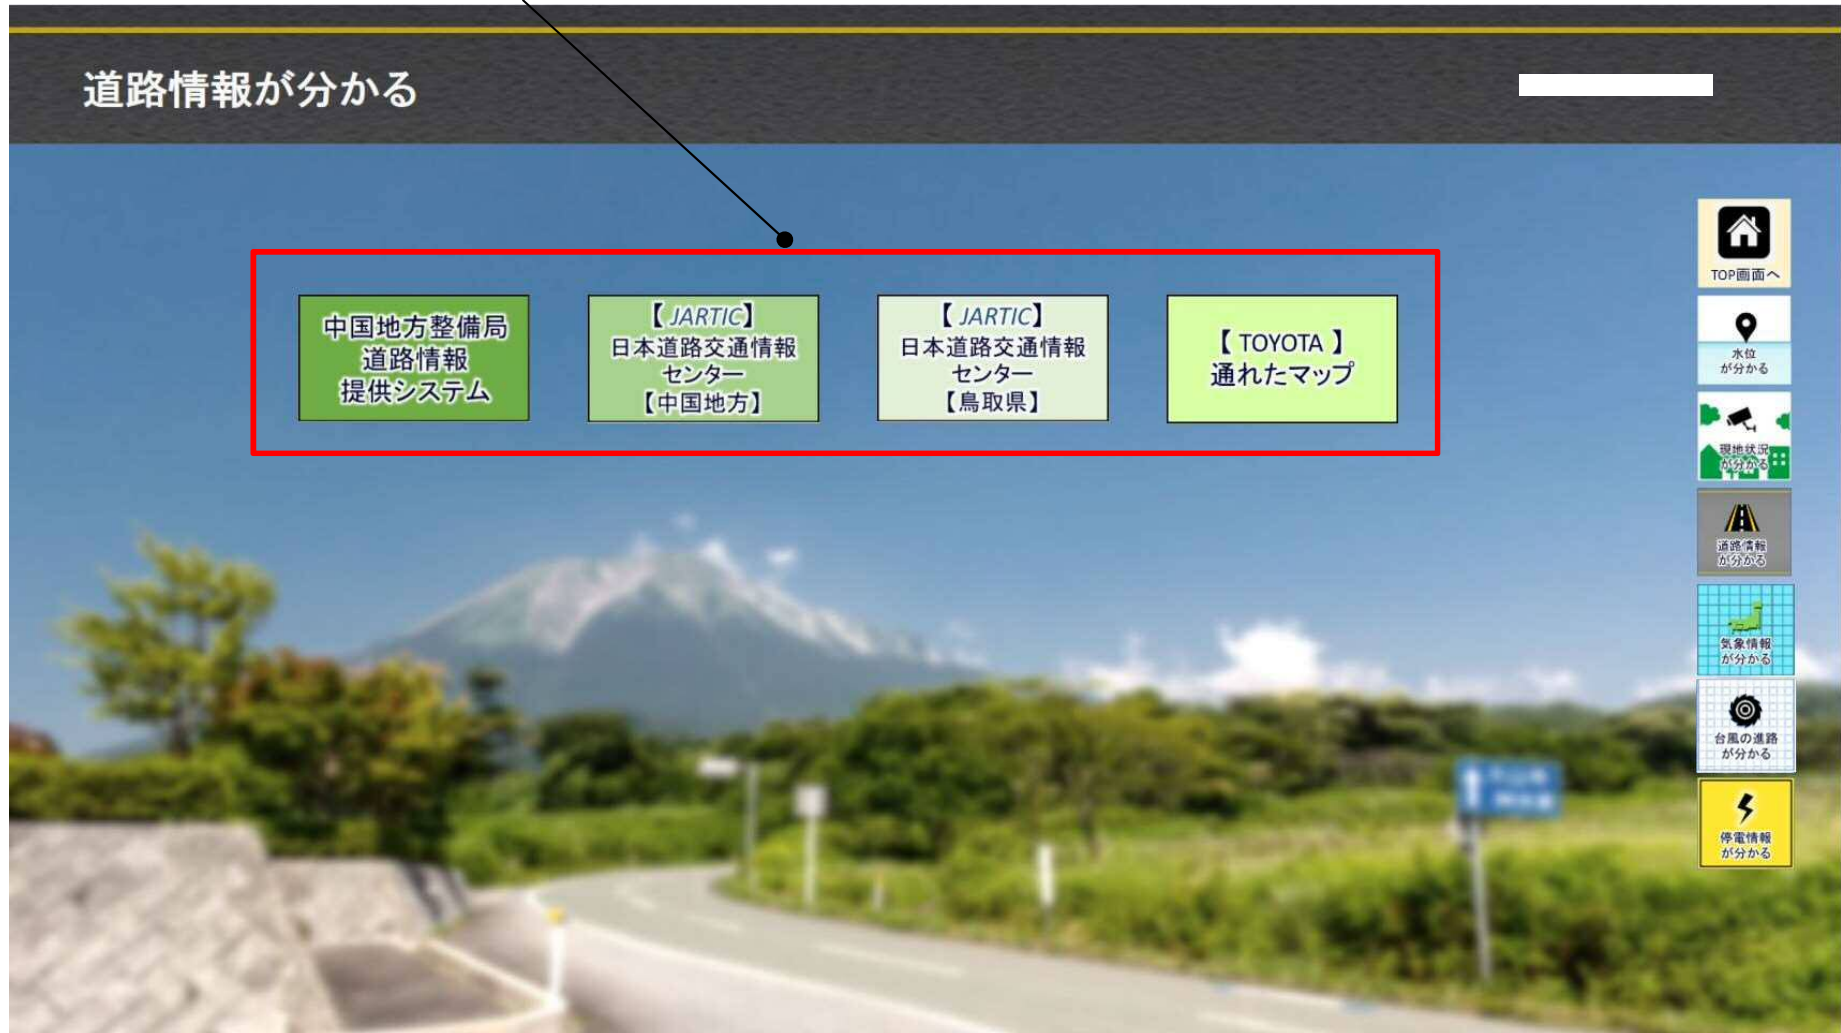 道路情報が分かる
中国地方整備局
道路情報
提供システム
【JARTIC】
日本道路交通情報
センター
【中国地方】
【JARTIC】
日本道路交通情報
センター
【鳥取県】
【 TOYOTA 】
通れたマップ
TOP画面へ
水位
が分かる
現地状況
が分かる
道路情報
が分かる
気象情報
が分かる
台風の進路
が分かる
停電情報
が分かる